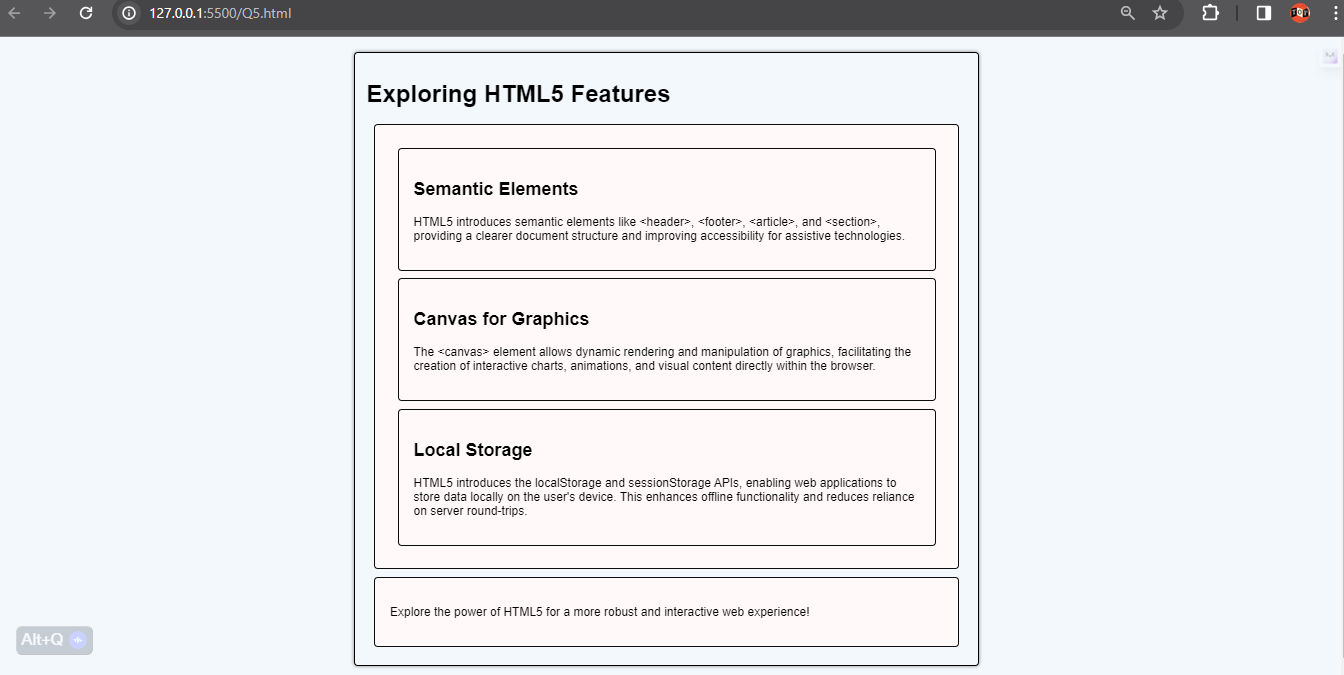 127.0.0.1:5500/Q5.html
Exploring HTML5 Features
Semantic Elements
HTML5 introduces semantic elements like <header>, <footer>, <article>, and <section>,
providing a clearer document structure and improving accessibility for assistive technologies.
Canvas for Graphics
The <canvas> element allows dynamic rendering and manipulation of graphics, facilitating the
creation of interactive charts, animations, and visual content directly within the browser.
Local Storage
HTML5 introduces the localStorage and sessionStorage APIs, enabling web applications to
store data locally on the user's device. This enhances offline functionality and reduces reliance
on server round-trips.
Explore the power of HTML5 for a more robust and interactive web experience!
Alt+Q